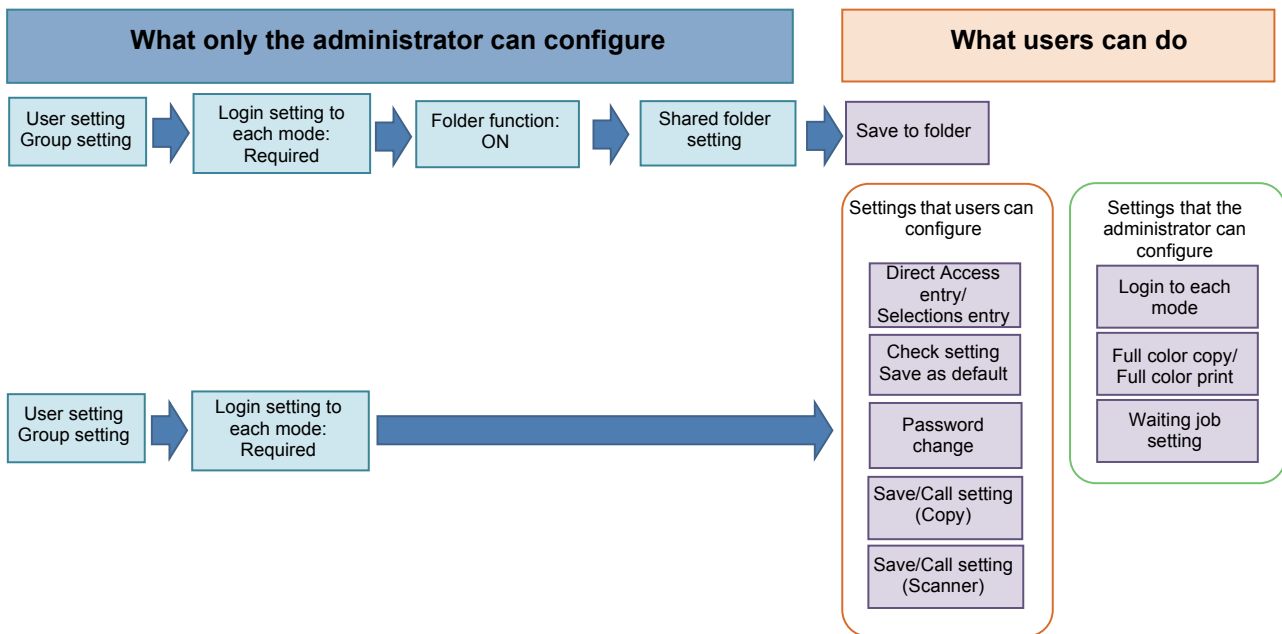 What only the administrator can configure
What users can do
User setting
Group setting
Login setting to
each mode:
Required
Folder function:
ON
Shared folder
setting
Save to folder
Settings that users can
configure
Direct Access
entry/
Selections entry
Check setting
Save as default
Password
change
Save/Call setting
(Copy)
Save/Call setting
(Scanner)
Settings that the
administrator can
configure
Login to each
mode
Full color copy/
Full color print
Waiting job
setting
User setting
Group setting
Login setting to
each mode:
Required